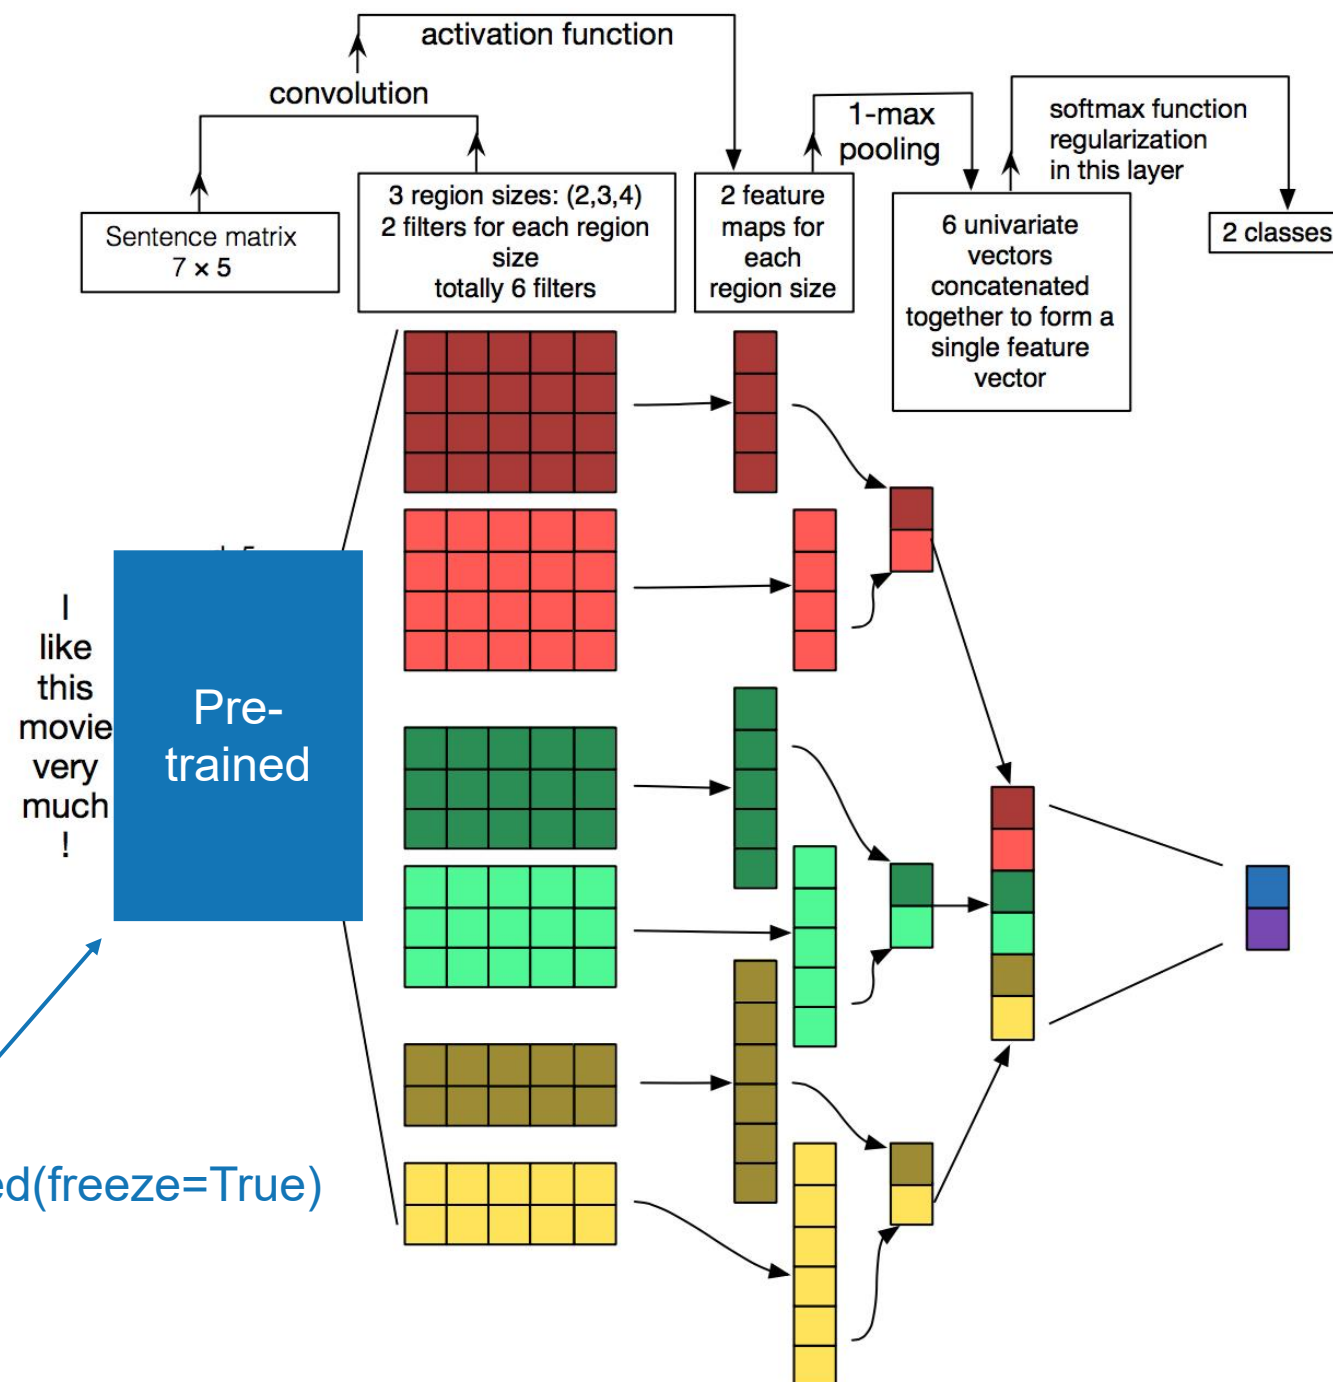 activation function
convolution
1-max
pooling
softmax function
regularization
in this layer
Sentence matrix
7 × 5
3 region sizes: (2,3,4)
2 filters for each region
size
totally 6 filters
2 feature
maps for
each
region size
6 univariate
vectors
concatenated
together to form a
single feature
vector
2 classes
I
like
this
movie
very
much
!
Pre-
trained
ed(freeze=True)